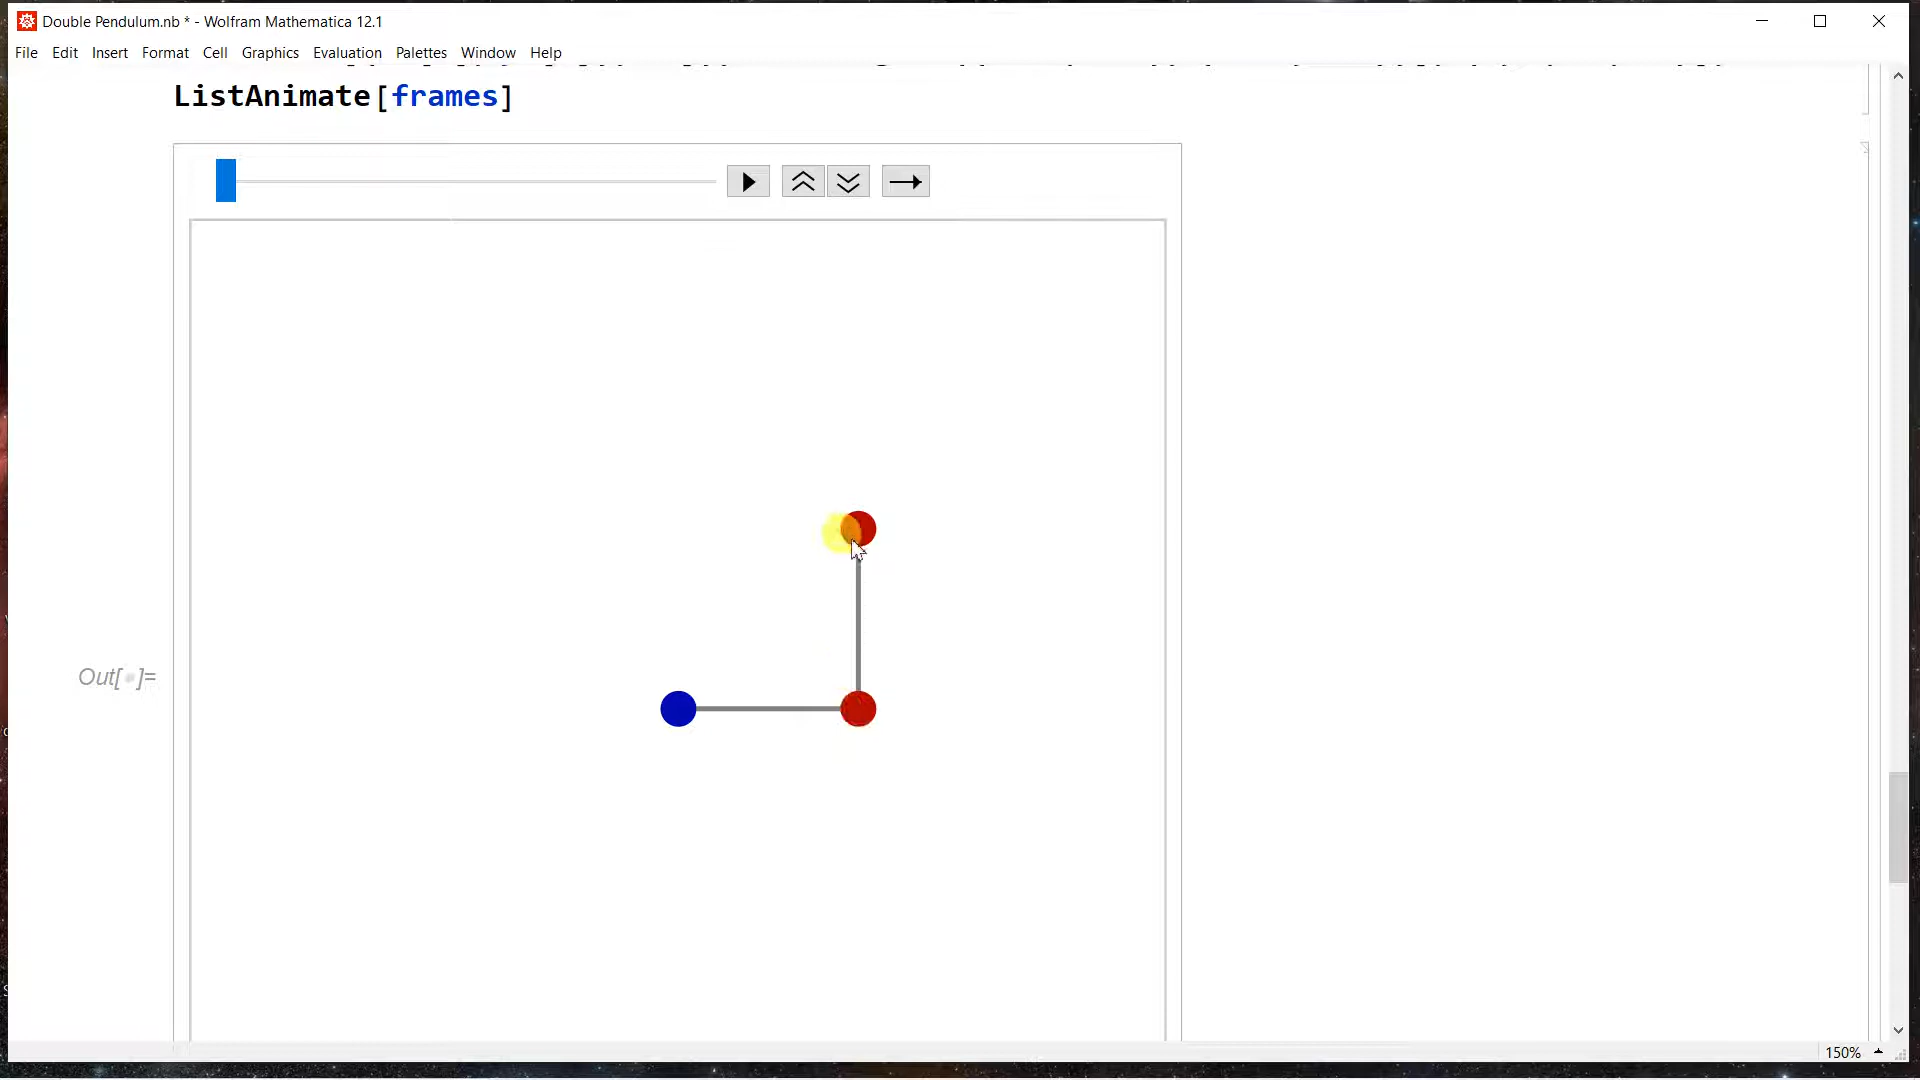 Double Pendulum.nb * - Wolfram Mathematica 12.1
File Edit Insert Format Cell Graphics Evaluation Palettes Window Help
ListAnimate[frames]
Out[ ]=
150%